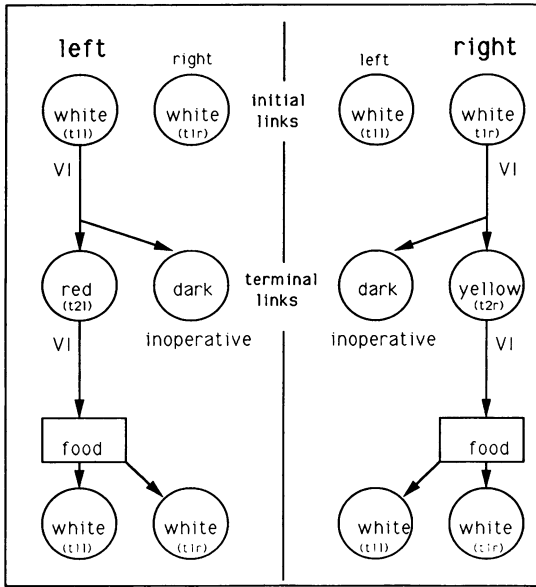 left
right
white
(t1l)
white
(t1r)
VI
red
(t2l)
dark
inoperative
VI
food
white
(t1l)
white
(t1r)
initial
links
terminal
links
right
left
white
(t1l)
white
(t1r)
VI
dark
inoperative
yellow
(t2r)
VI
food
white
(t1l)
white
(t1r)